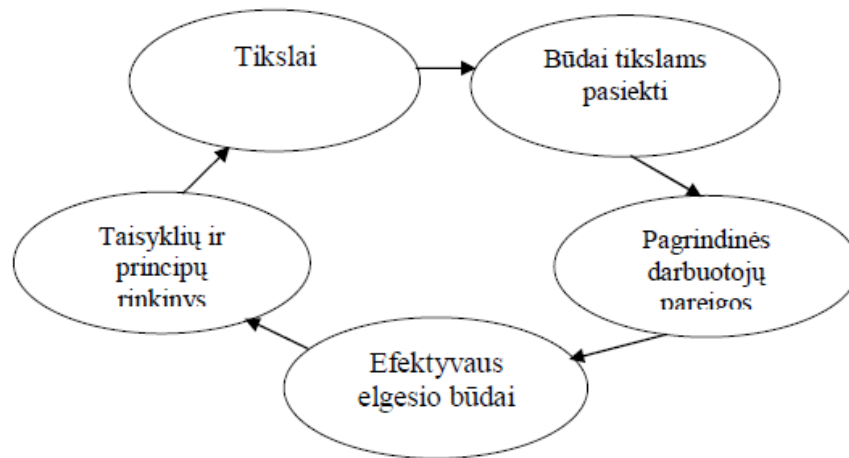 Tikslai
Būdai tikslams
pasiekti
Pagrindinės
darbuotojų
pareigos
Efektyvaus
elgesio būdai
Taisyklių ir
principų
rinkinys